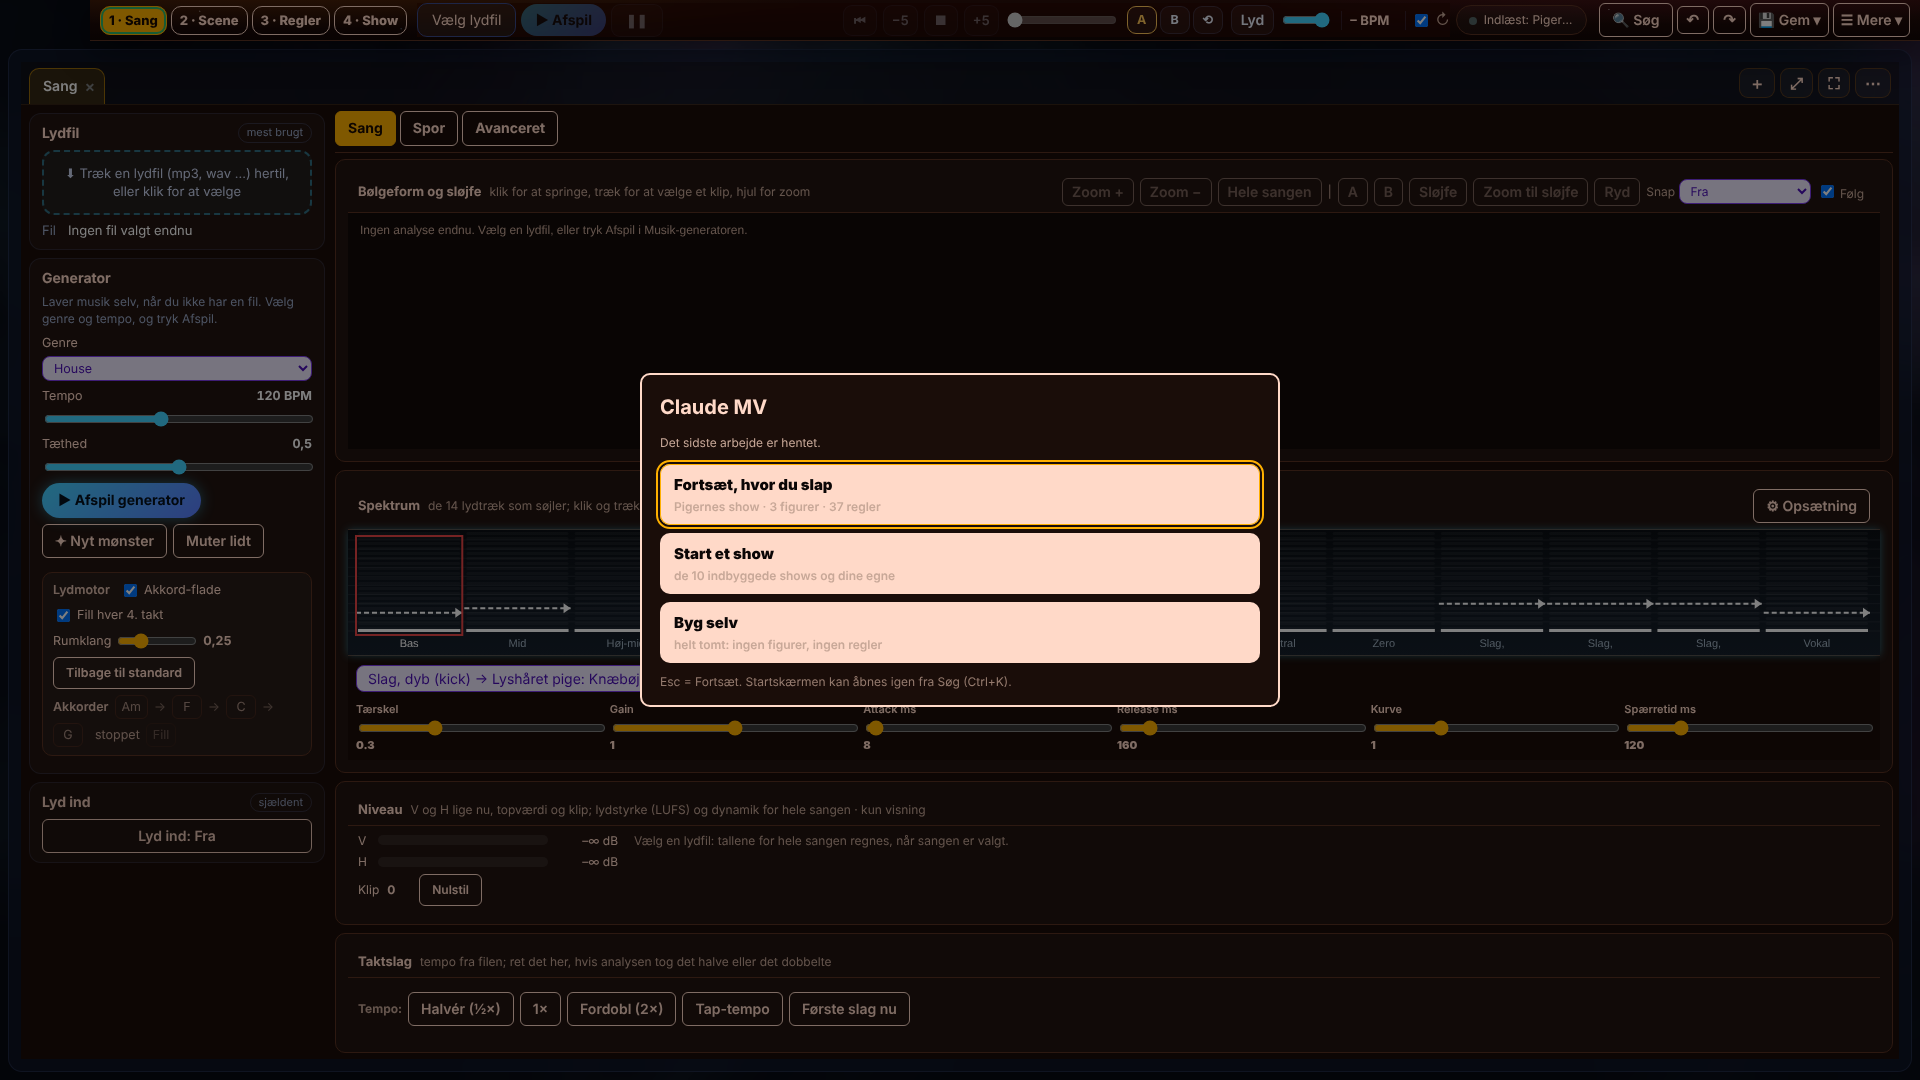 1 · Sang 2 · Scene 3 · Regler 4 · Show Vælg lydfil ▶ Afspil ❚❚ ⏮ −5 ■ +5 A B ⟲ Lyd – BPM ↻ Indlæst: Piger... 🔍 Søg ↶ ↷ 💾 Gem ▾ ☰ Mere ▾
Sang × + ⤢ ⛶ ⋯
Lydfil mest brugt
⬇ Træk en lydfil (mp3, wav ...) hertil,
eller klik for at vælge
Fil Ingen fil valgt endnu
Generator
Laver musik selv, når du ikke har en fil. Vælg
genre og tempo, og tryk Afspil.
Genre
House
Tempo 120 BPM
Tæthed 0,5
▶ Afspil generator
✦ Nyt mønster Muter lidt
Lydmotor Akkord-flade
Fill hver 4. takt
Rumklang 0,25
Tilbage til standard
Akkorder Am → F → C →
G stoppet Fill
Lyd ind sjældent
Lyd ind: Fra
Sang Spor Avanceret
Bølgeform og sløjfe klik for at springe, træk for at vælge et klip, hjul for zoom Zoom + Zoom − Hele sangen | A B Sløjfe Zoom til sløjfe Ryd Snap Fra Følg
Ingen analyse endnu. Vælg en lydfil, eller tryk Afspil i Musik-generatoren.
Spektrum de 14 lydtræk som søjler; klik og træk ⚙ Opsætning
Bas Mid Høj-mi tral Zero Slag, Slag, Slag, Vokal
Slag, dyb (kick) → Lyshåret pige: Knæbøj
Tærskel Gain Attack ms Release ms Kurve Spærretid ms
0.3 1 8 160 1 120
Claude MV
Det sidste arbejde er hentet.
Fortsæt, hvor du slap
Pigernes show · 3 figurer · 37 regler
Start et show
de 10 indbyggede shows og dine egne
Byg selv
helt tomt: ingen figurer, ingen regler
Esc = Fortsæt. Startskærmen kan åbnes igen fra Søg (Ctrl+K).
Niveau V og H lige nu, topværdi og klip; lydstyrke (LUFS) og dynamik for hele sangen · kun visning
V −∞ dB Vælg en lydfil: tallene for hele sangen regnes, når sangen er valgt.
H −∞ dB
Klip 0 Nulstil
Taktslag tempo fra filen; ret det her, hvis analysen tog det halve eller det dobbelte
Tempo: Halvér (½×) 1× Fordobl (2×) Tap-tempo Første slag nu